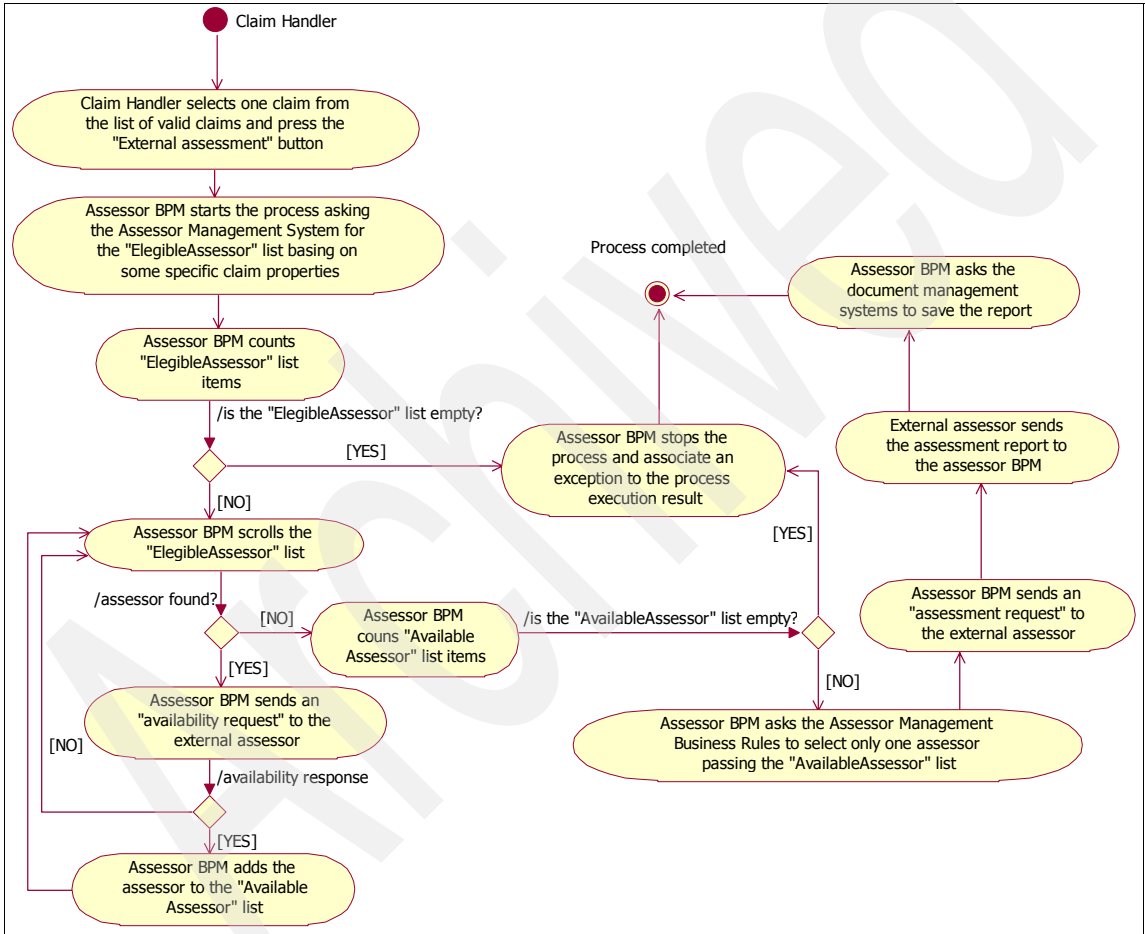 Claim Handler
Claim Handler selects one claim from
the list of valid claims and press the
"External assessment" button
Assessor BPM starts the process asking
the Assessor Management System for
the "ElegibleAssessor" list basing on
some specific claim properties
Assessor BPM counts
"ElegibleAssessor" list
items
/is the "ElegibleAssessor" list empty?
[YES]
[NO]
Assessor BPM scrolls the
"ElegibleAssessor" list
/assessor found?
[NO]
Assessor BPM
couns "Available
Assessor" list items
/is the "AvailableAssessor" list empty?
[YES]
Assessor BPM sends an
"availability request" to the
external assessor
[NO]
/availability response
[YES]
Assessor BPM adds the
assessor to the "Available
Assessor" list
Process completed
Assessor BPM stops the
process and associate an
exception to the process
execution result
[YES]
[NO]
Assessor BPM asks the Assessor Management
Business Rules to select only one assessor
passing the "AvailableAssessor" list
Assessor BPM sends an
"assessment request" to
the external assessor
External assessor sends
the assessment report to
the assessor BPM
Assessor BPM asks the
document management
systems to save the report
Archived